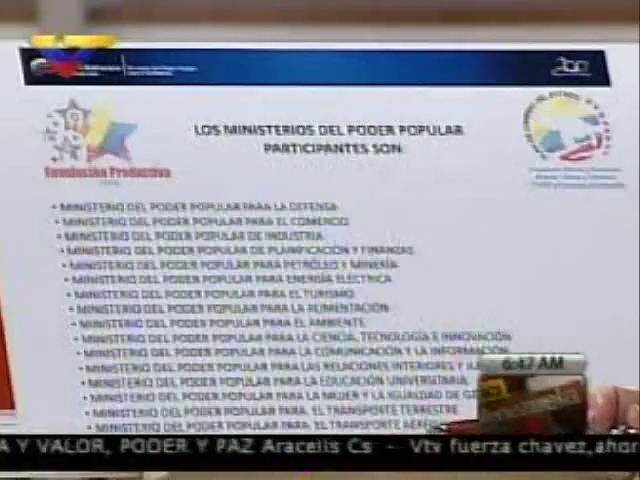 200
LOS MINISTERIOS DEL PODER POPULAR
PARTICIPANTES SON:
Revolución Productiva
• MINISTERIO DEL PODER POPULAR PARA LA DEFENSA
• MINISTERIO DEL PODER POPULAR PARA EL COMERCIO
• MINISTERIO DEL PODER POPULAR DE INDUSTRIA
• MINISTERIO DEL PODER POPULAR DE PLANIFICACIÓN Y FINANZAS
• MINISTERIO DEL PODER POPULAR PARA PETRÓLEO Y MINERÍA
• MINISTERIO DEL PODER POPULAR PARA ENERGÍA ELÉCTRICA
• MINISTERIO DEL PODER POPULAR PARA EL TURISMO
• MINISTERIO DEL PODER POPULAR PARA LA ALIMENTACIÓN
• MINISTERIO DEL PODER POPULAR PARA EL AMBIENTE
• MINISTERIO DEL PODER POPULAR PARA LA CIENCIA, TECNOLOGÍA E INNOVACIÓN
• MINISTERIO DEL PODER POPULAR PARA LA COMUNICACIÓN Y LA INFORMACIÓN
• MINISTERIO DEL PODER POPULAR PARA LAS RELACIONES INTERIORES Y
• MINISTERIO DEL PODER POPULAR PARA LA EDUCACIÓN UNIVERSITARIA
• MINISTERIO DEL PODER POPULAR PARA LA MUJER Y LA IGUALDAD DE
• MINISTERIO DEL PODER POPULAR PARA EL TRANSPORTE TERRESTRE
• MINISTERIO DEL PODER POPULAR PARA EL TRANSPORTE AÉREO
6:47 AM
A Y VALOR, PODER Y PAZ Aracelis Cs - Vtv fuerza chavez,ahor